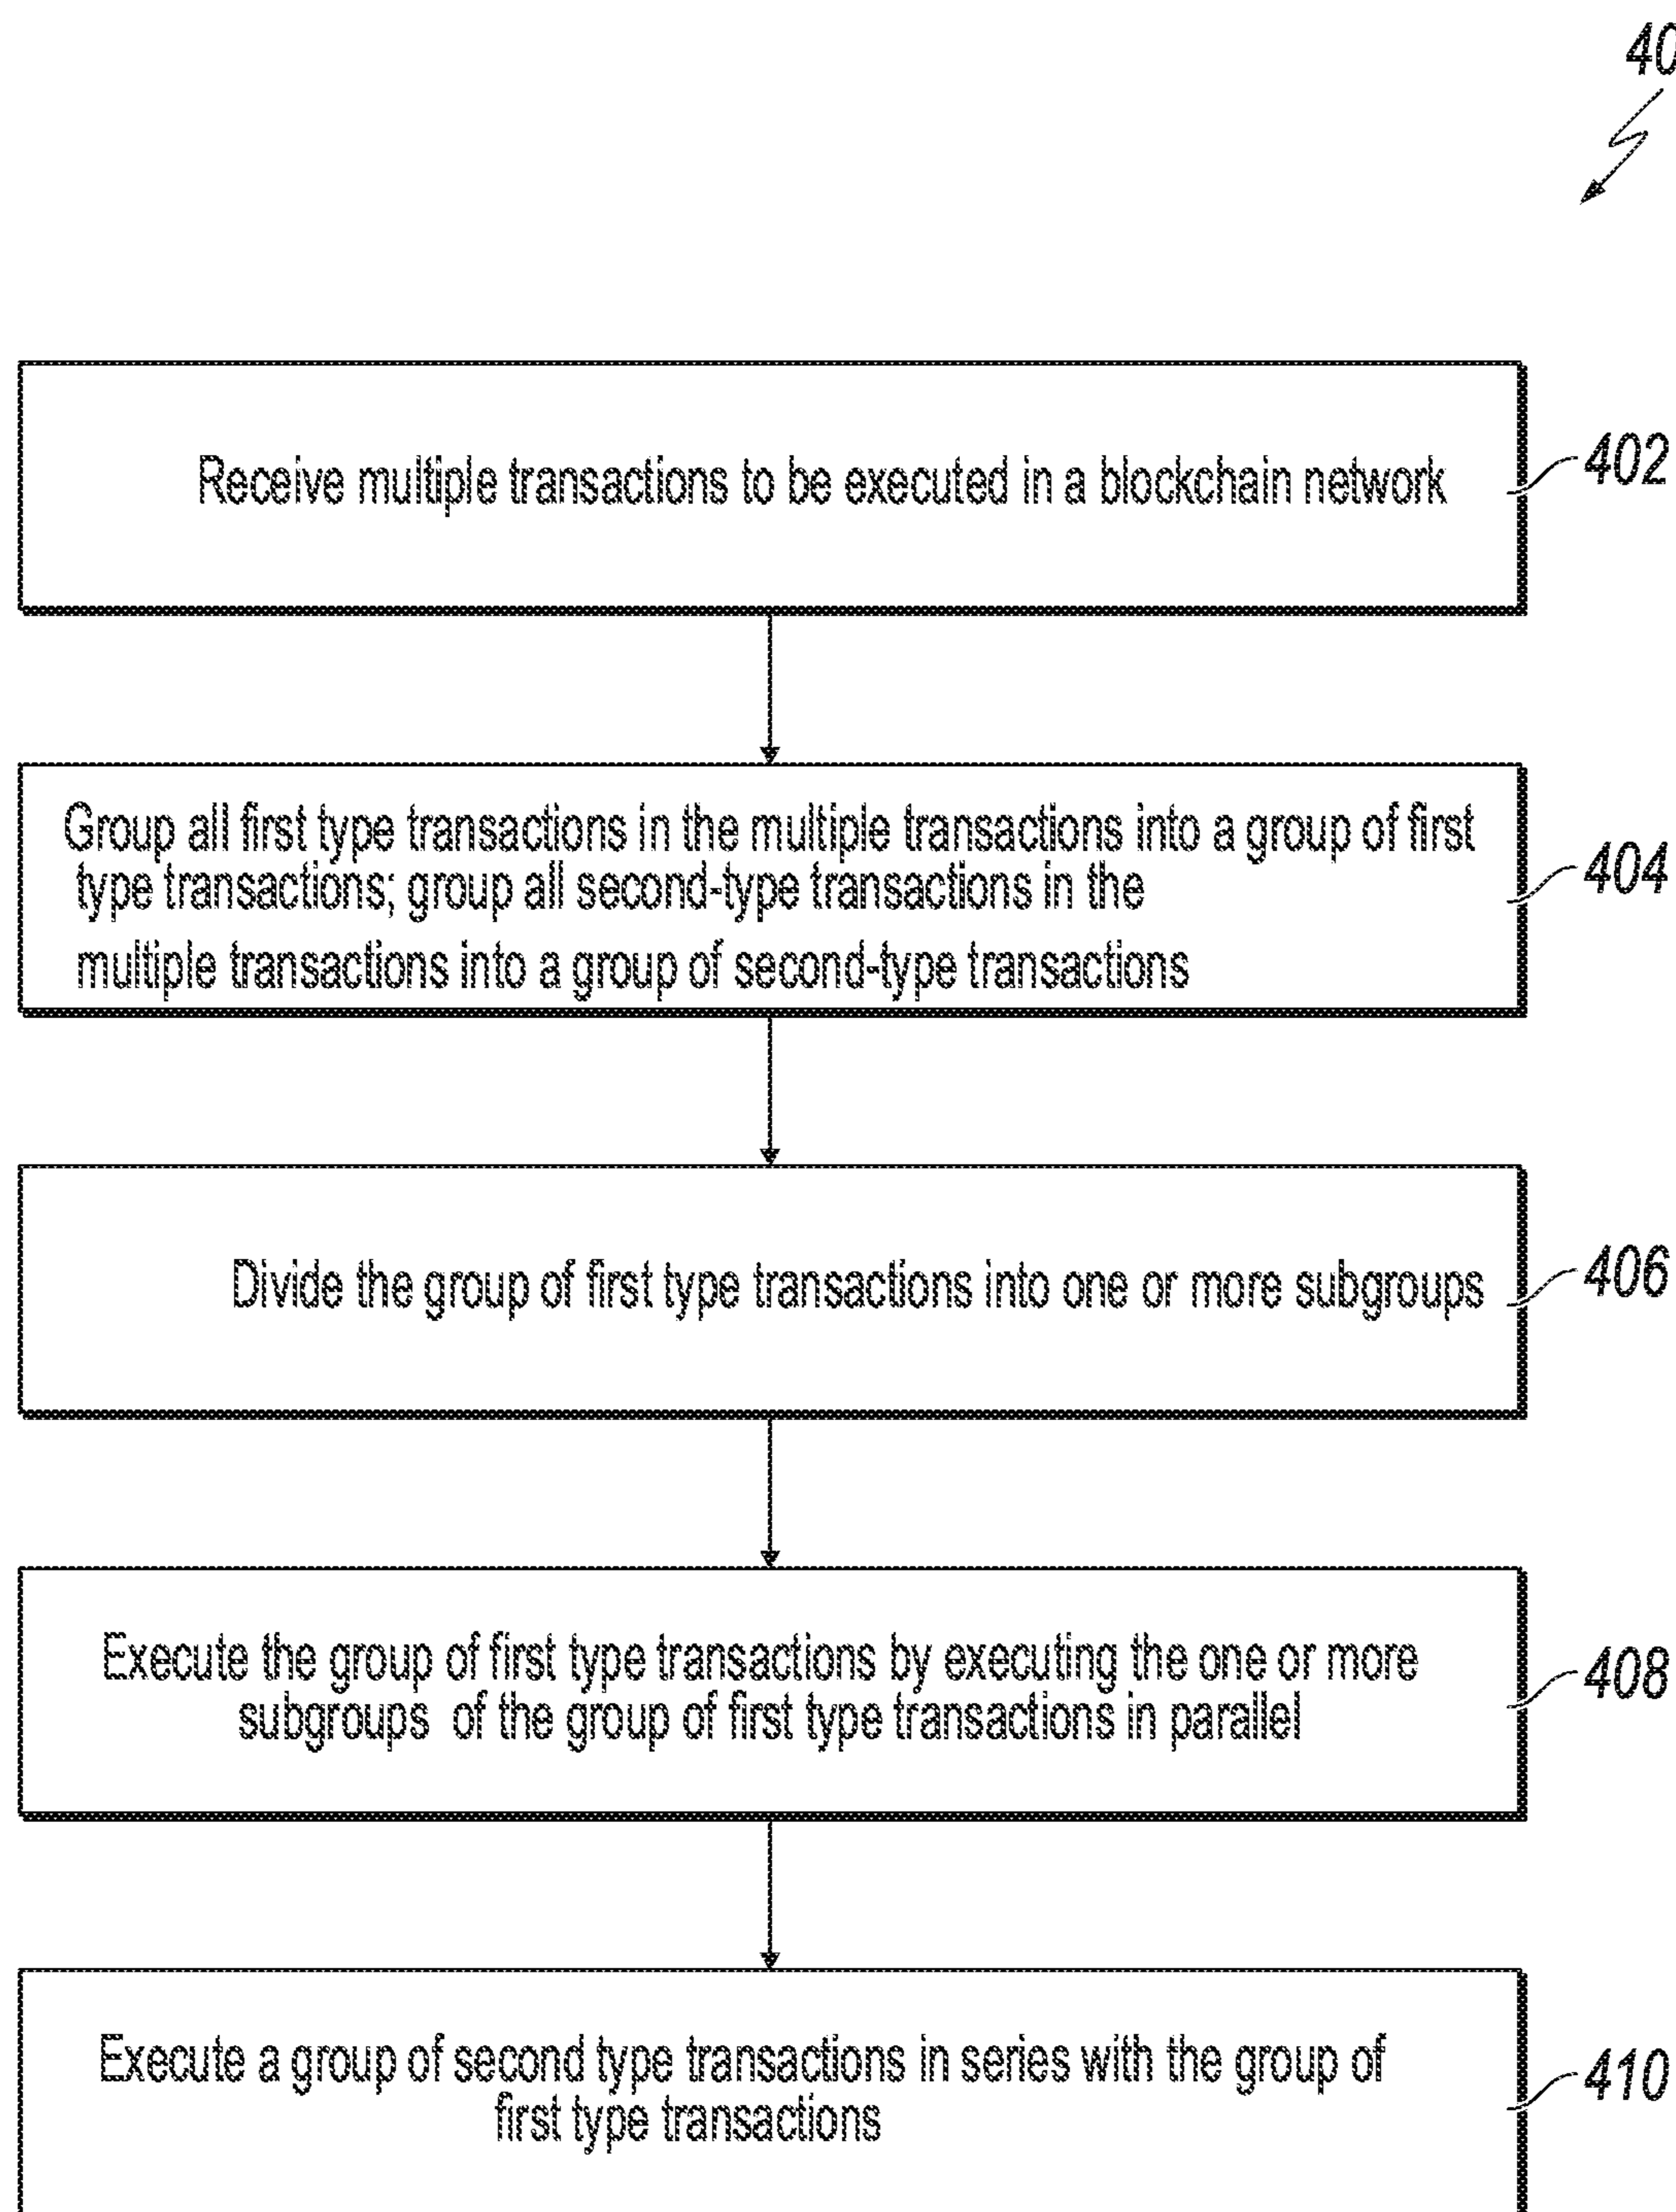 40
Receive multiple transactions to be executed in a blockchain network
402
Group all first type transactions in the multiple transactions into a group of first
type transactions; group all second-type transactions in the
multiple transactions into a group of second-type transactions
404
Divide the group of first type transactions into one or more subgroups
406
Execute the group of first type transactions by executing the one or more
subgroups of the group of first type transactions in parallel
408
Execute a group of second type transactions in series with the group of
first type transactions
410